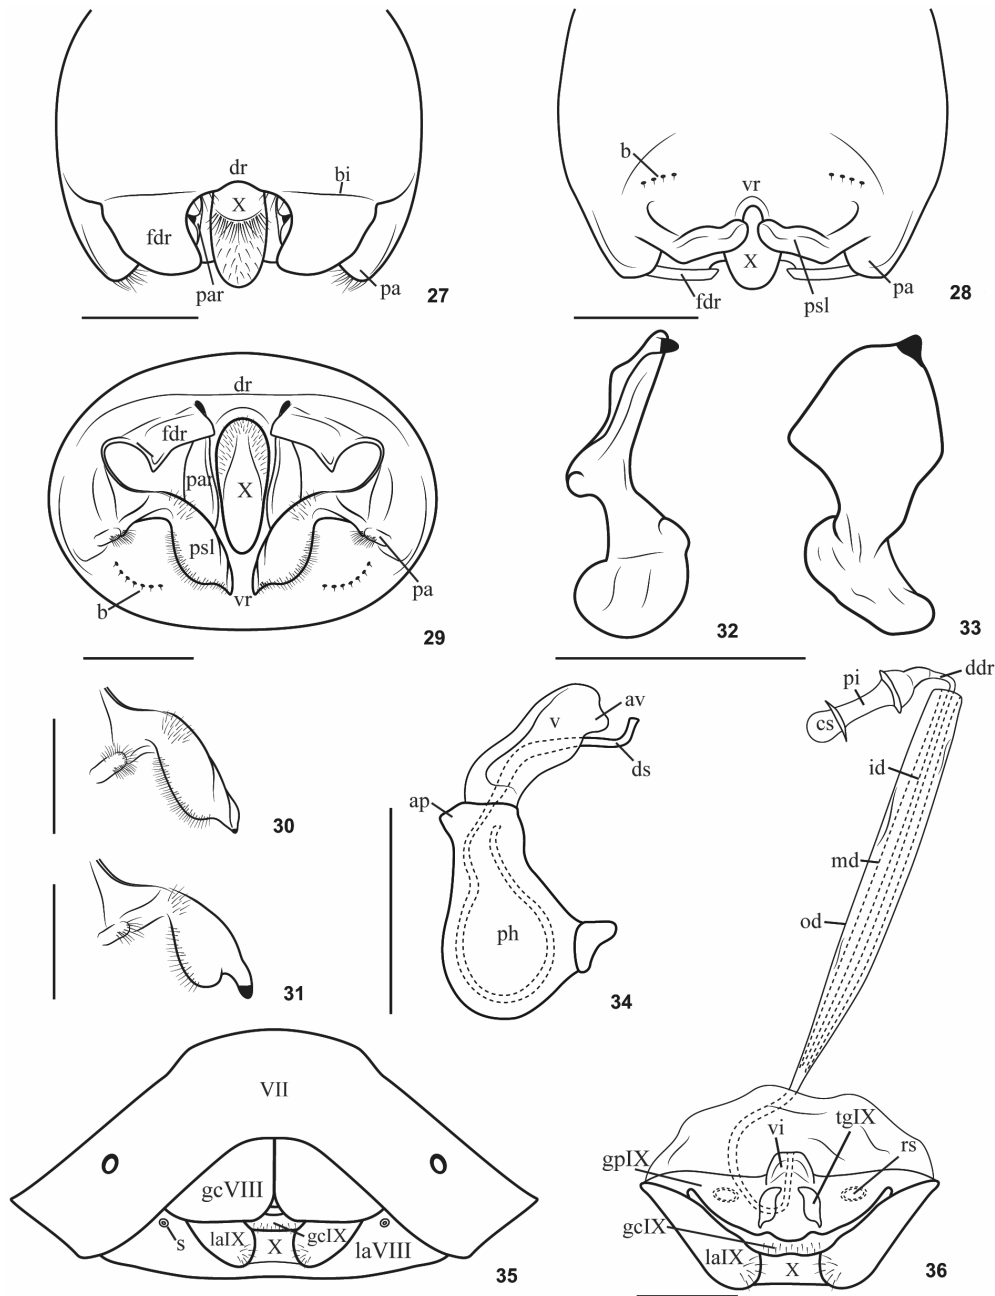 dr
bi
X
fdr
par
pa
27
b
vr
X
fdr
psl
pa
28
dr
fdr
par
X
psl
b
vr
pa
29
32
33
30
31
v
av
ds
ap
ph
34
pi
ddr
cs
id
md
od
VII
gcVIII
s
laIX
X
gcIX
laVIII
35
vi
tgIX
rs
gpIX
gcIX
laIX
X
36